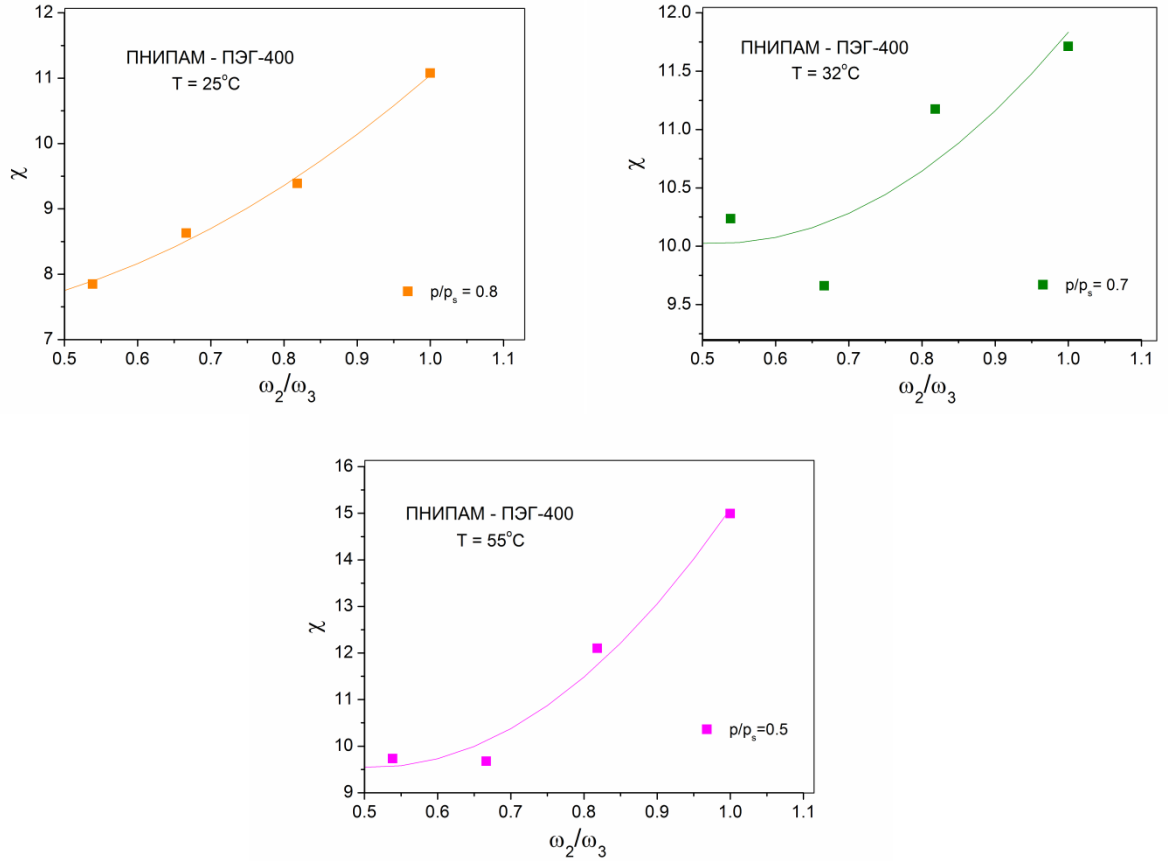 12
11
10
9
8
7
χ
ПНИПАМ - ПЭГ-400
T = 25°C
p/pₛ = 0.8
0.5 0.6 0.7 0.8 0.9 1.0 1.1
ω₂/ω₃
12.0
11.5
11.0
10.5
10.0
9.5
χ
ПНИПАМ - ПЭГ-400
T = 32°C
p/pₛ = 0.7
0.5 0.6 0.7 0.8 0.9 1.0 1.1
ω₂/ω₃
16
15
14
13
12
11
10
9
χ
ПНИПАМ - ПЭГ-400
T = 55°C
p/pₛ=0.5
0.5 0.6 0.7 0.8 0.9 1.0 1.1
ω₂/ω₃